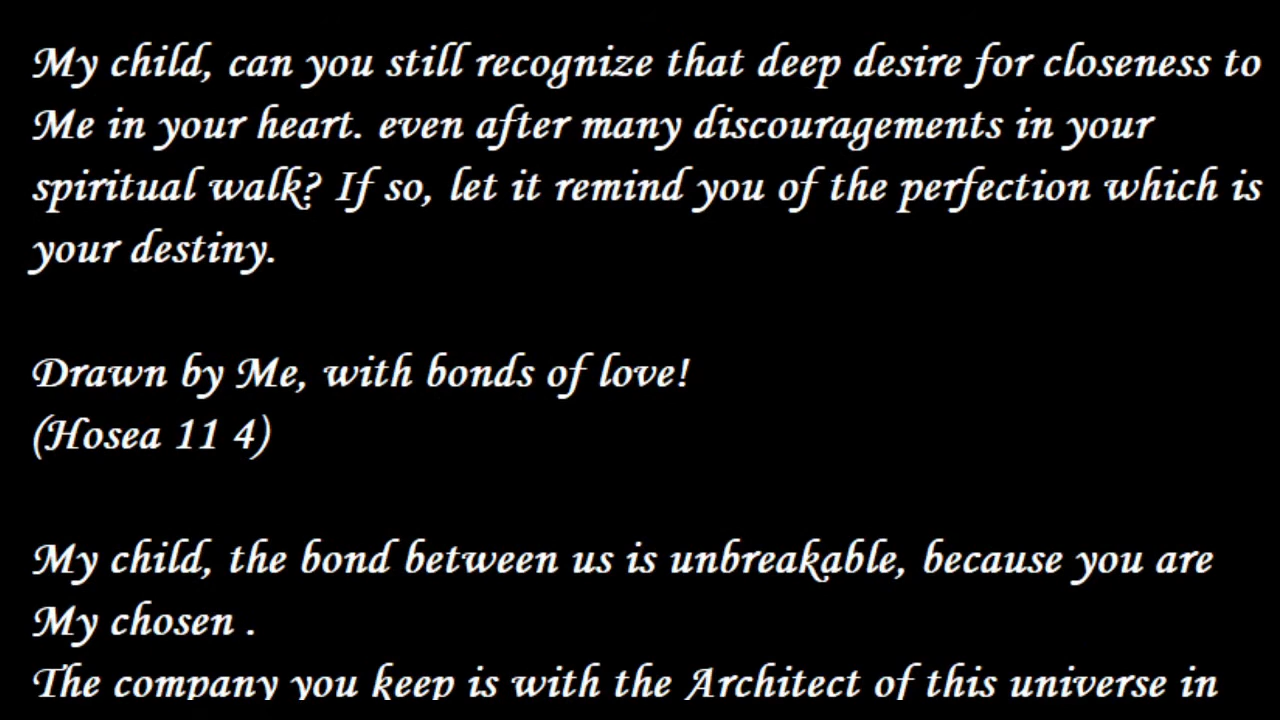 My child, can you still recognize that deep desire for closeness to
Me in your heart. even after many discouragements in your
spiritual walk? If so, let it remind you of the perfection which is
your destiny.
Drawn by Me, with bonds of love!
(Hosea 11 4)
My child, the bond between us is unbreakable, because you are
My chosen .
The company you keep is with the Architect of this universe in